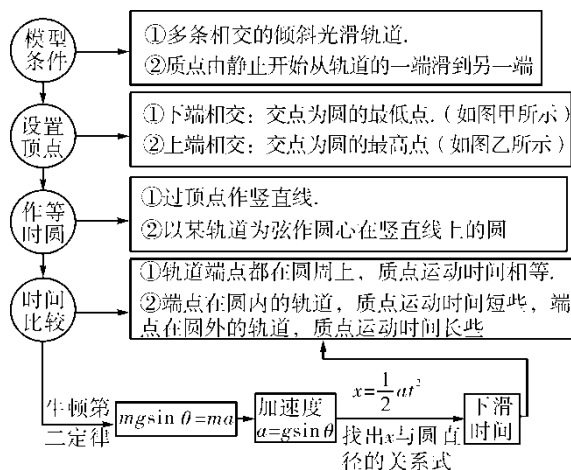 模型
条件
①多条相交的倾斜光滑轨道.
②质点由静止开始从轨道的一端滑到另一端
设置
顶点
①下端相交：交点为圆的最低点.(如图甲所示)
②上端相交：交点为圆的最高点(如图乙所示)
作等
时圆
①过顶点作竖直线.
②以某轨道为弦作圆心在竖直线上的圆
时间
比较
①轨道端点都在圆周上，质点运动时间相等.
②端点在圆内的轨道，质点运动时间短些，端
点在圆外的轨道，质点运动时间长些
牛顿第
二定律
mgsin θ=ma
加速度
a=gsinθ
x=\frac{1}{2}at²
找出x与圆直
径的关系式
下滑
时间